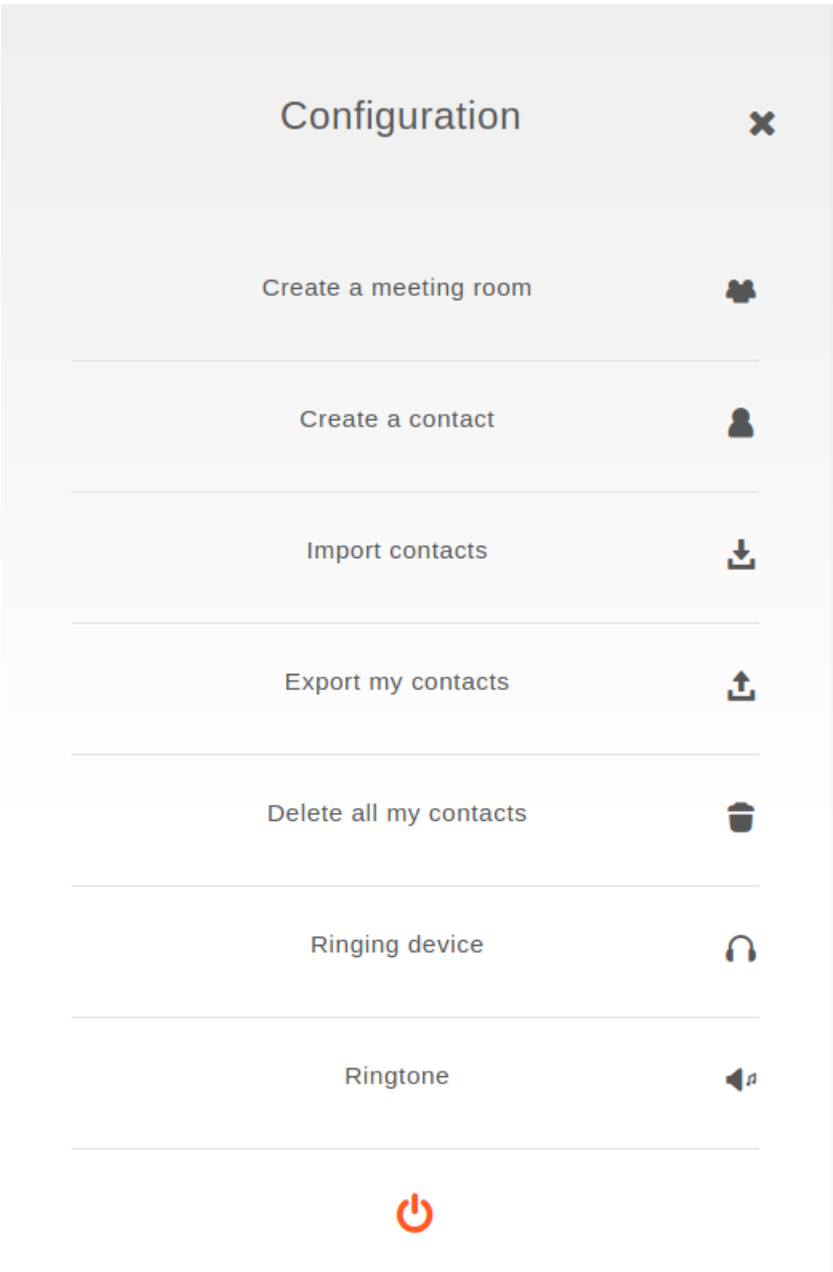 Configuration
Create a meeting room
Create a contact
Import contacts
Export my contacts
Delete all my contacts
Ringing device
Ringtone